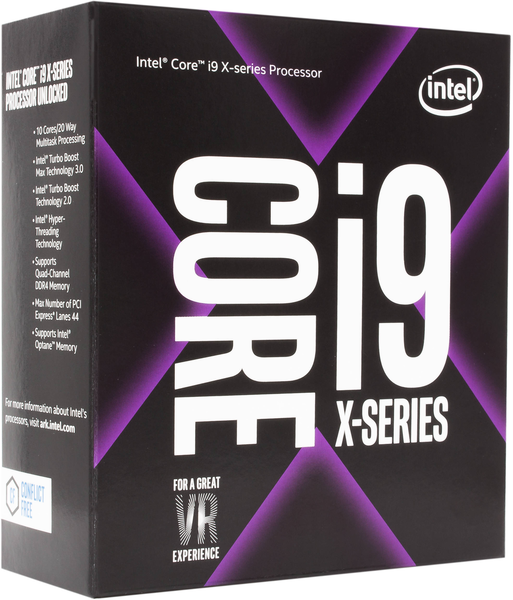 INTEL® CORE™ i9 X-SERIES
PROCESSOR UNLOCKED
• 10 Cores/20 Way
Multitask Processing
• Intel® Turbo Boost
Max Technology 3.0
• Intel® Turbo Boost
Technology 2.0
• Intel® Hyper-
Threading
Technology
• Supports
Quad-Channel
DDR4 Memory
• Max Number of PCI
Express® Lanes 44
• Supports Intel®
Optane™ Memory
For more information about Intel's
processors, visit ark.intel.com
CF CONFLICT
FREE
Intel® Core™ i9 X-series Processor
intel®
CORE
i9
X-SERIES
FOR A GREAT
VR
EXPERIENCE